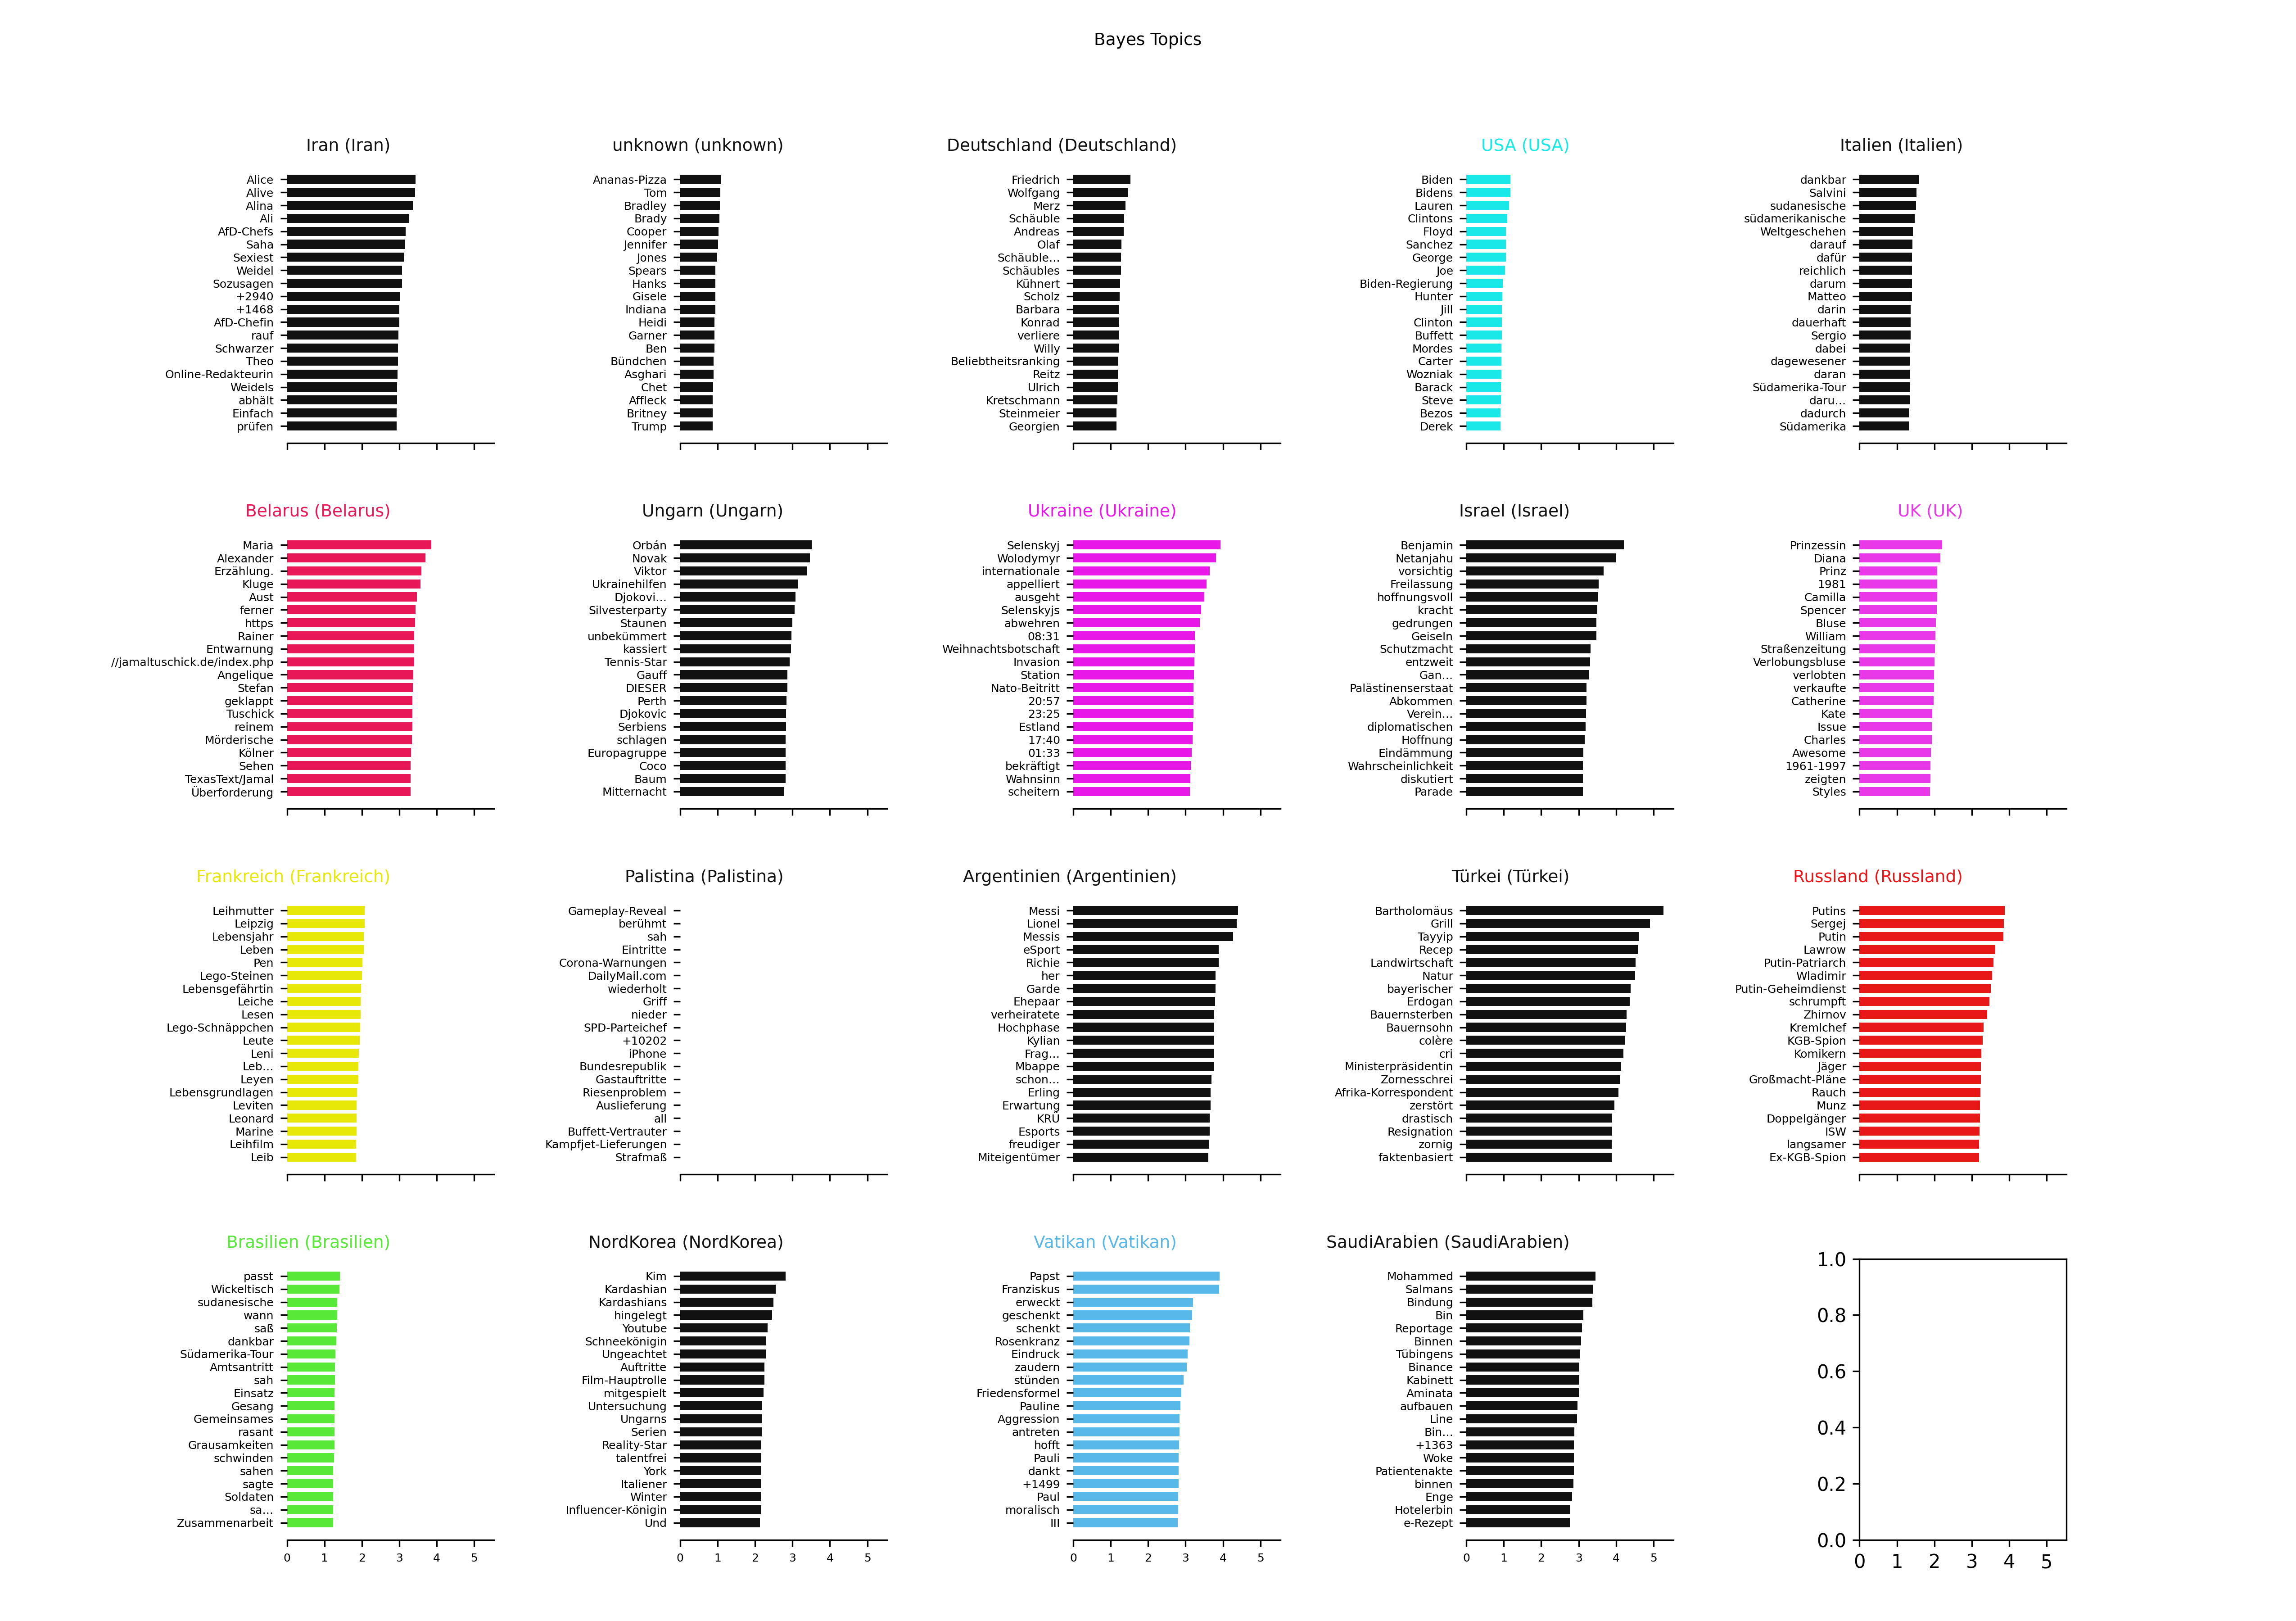 Bayes Topics
Iran (Iran)
Alice
Alive
Alina
Ali
AfD-Chefs
Saha
Sexiest
Weidel
Sozusagen
+2940
+1468
AfD-Chefin
rauf
Schwarzer
Theo
Online-Redakteurin
Weidels
abhält
Einfach
prüfen
unknown (unknown)
Ananas-Pizza
Tom
Bradley
Brady
Cooper
Jennifer
Jones
Spears
Hanks
Gisele
Indiana
Heidi
Garner
Ben
Bündchen
Asghari
Chet
Affleck
Britney
Trump
Deutschland (Deutschland)
Friedrich
Wolfgang
Merz
Schäuble
Andreas
Olaf
Schäuble...
Schäubles
Kühnert
Scholz
Barbara
Konrad
verliere
Willy
Beliebtheitsranking
Reitz
Ulrich
Kretschmann
Steinmeier
Georgien
USA (USA)
Biden
Bidens
Lauren
Clintons
Floyd
Sanchez
George
Joe
Biden-Regierung
Hunter
Jill
Clinton
Buffett
Mordes
Carter
Wozniak
Barack
Steve
Bezos
Derek
Italien (Italien)
dankbar
Salvini
sudanesische
südamerikanische
Weltgeschehen
darauf
dafür
reichlich
darum
Matteo
darin
dauerhaft
Sergio
dabei
dagewesener
daran
Südamerika-Tour
daru...
dadurch
Südamerika
Belarus (Belarus)
Maria
Alexander
Erzählung.
Kluge
Aust
ferner
https
Rainer
Entwarnung
//jamaltuschick.de/index.php
Angelique
Stefan
geklappt
Tuschick
reinem
Mörderische
Kölner
Sehen
TexasText/Jamal
Überforderung
Ungarn (Ungarn)
Orbán
Novak
Viktor
Ukrainehilfen
Djokovi...
Silvesterparty
Staunen
unbekümmert
kassiert
Tennis-Star
Gauff
DIESER
Perth
Djokovic
Serbiens
schlagen
Europagruppe
Coco
Baum
Mitternacht
Ukraine (Ukraine)
Selenskyj
Wolodymyr
internationale
appelliert
ausgeht
Selenskyjs
abwehren
08:31
Weihnachtsbotschaft
Invasion
Station
Nato-Beitritt
20:57
23:25
Estland
17:40
01:33
bekräftigt
Wahnsinn
scheitern
Israel (Israel)
Benjamin
Netanjahu
vorsichtig
Freilassung
hoffnungsvoll
kracht
gedrungen
Geiseln
Schutzmacht
entzweit
Gan...
Palästinenserstaat
Abkommen
Verein...
diplomatischen
Hoffnung
Eindämmung
Wahrscheinlichkeit
diskutiert
Parade
UK (UK)
Prinzessin
Diana
Prinz
1981
Camilla
Spencer
Bluse
William
Straßenzeitung
Verlobungsbluse
verlobten
verkaufte
Catherine
Kate
Issue
Charles
Awesome
1961-1997
zeigten
Styles
Frankreich (Frankreich)
Leihmutter
Leipzig
Lebensjahr
Leben
Pen
Lego-Steinen
Lebensgefährtin
Leiche
Lesen
Lego-Schnäppchen
Leute
Leni
Leb...
Leyen
Lebensgrundlagen
Leviten
Leonard
Marine
Leihfilm
Leib
Palistina (Palistina)
Gameplay-Reveal
berühmt
sah
Eintritte
Corona-Warnungen
DailyMail.com
wiederholt
Griff
nieder
SPD-Parteichef
+10202
iPhone
Bundesrepublik
Gastauftritte
Riesenproblem
Auslieferung
all
Buffett-Vertrauter
Kampfjet-Lieferungen
Strafmaß
Argentinien (Argentinien)
Messi
Lionel
Messis
eSport
Richie
her
Garde
Ehepaar
verheiratete
Hochphase
Kylian
Frag...
Mbappe
schon...
Erling
Erwartung
KRÜ
Esports
freudiger
Miteigentümer
Türkei (Türkei)
Bartholomäus
Grill
Tayyip
Recep
Landwirtschaft
Natur
bayerischer
Erdogan
Bauernsterben
Bauernsohn
colère
cri
Ministerpräsidentin
Zornesschrei
Afrika-Korrespondent
zerstört
drastisch
Resignation
zornig
faktenbasiert
Russland (Russland)
Putins
Sergej
Putin
Lawrow
Putin-Patriarch
Wladimir
Putin-Geheimdienst
schrumpft
Zhirnov
Kremlchef
KGB-Spion
Komikern
Jäger
Großmacht-Pläne
Rauch
Munz
Doppelgänger
ISW
langsamer
Ex-KGB-Spion
Brasilien (Brasilien)
passt
Wickeltisch
sudanesische
wann
saß
dankbar
Südamerika-Tour
Amtsantritt
sah
Einsatz
Gesang
Gemeinsames
rasant
Grausamkeiten
schwinden
sahen
sagte
Soldaten
sa...
Zusammenarbeit
0 1 2 3 4 5
NordKorea (NordKorea)
Kim
Kardashian
Kardashians
hingelegt
Youtube
Schneekönigin
Ungeachtet
Auftritte
Film-Hauptrolle
mitgespielt
Untersuchung
Ungarns
Serien
Reality-Star
talentfrei
York
Italiener
Winter
Influencer-Königin
Und
0 1 2 3 4 5
Vatikan (Vatikan)
Papst
Franziskus
erweckt
geschenkt
schenkt
Rosenkranz
Eindruck
zaudern
stünden
Friedensformel
Pauline
Aggression
antreten
hofft
Pauli
dankt
+1499
Paul
moralisch
III
0 1 2 3 4 5
SaudiArabien (SaudiArabien)
Mohammed
Salmans
Bindung
Bin
Reportage
Binnen
Tübingens
Binance
Kabinett
Aminata
aufbauen
Line
Bin...
+1363
Woke
Patientenakte
binnen
Enge
Hotelerbin
e-Rezept
0 1 2 3 4 5
1.0
0.8
0.6
0.4
0.2
0.0
0 1 2 3 4 5